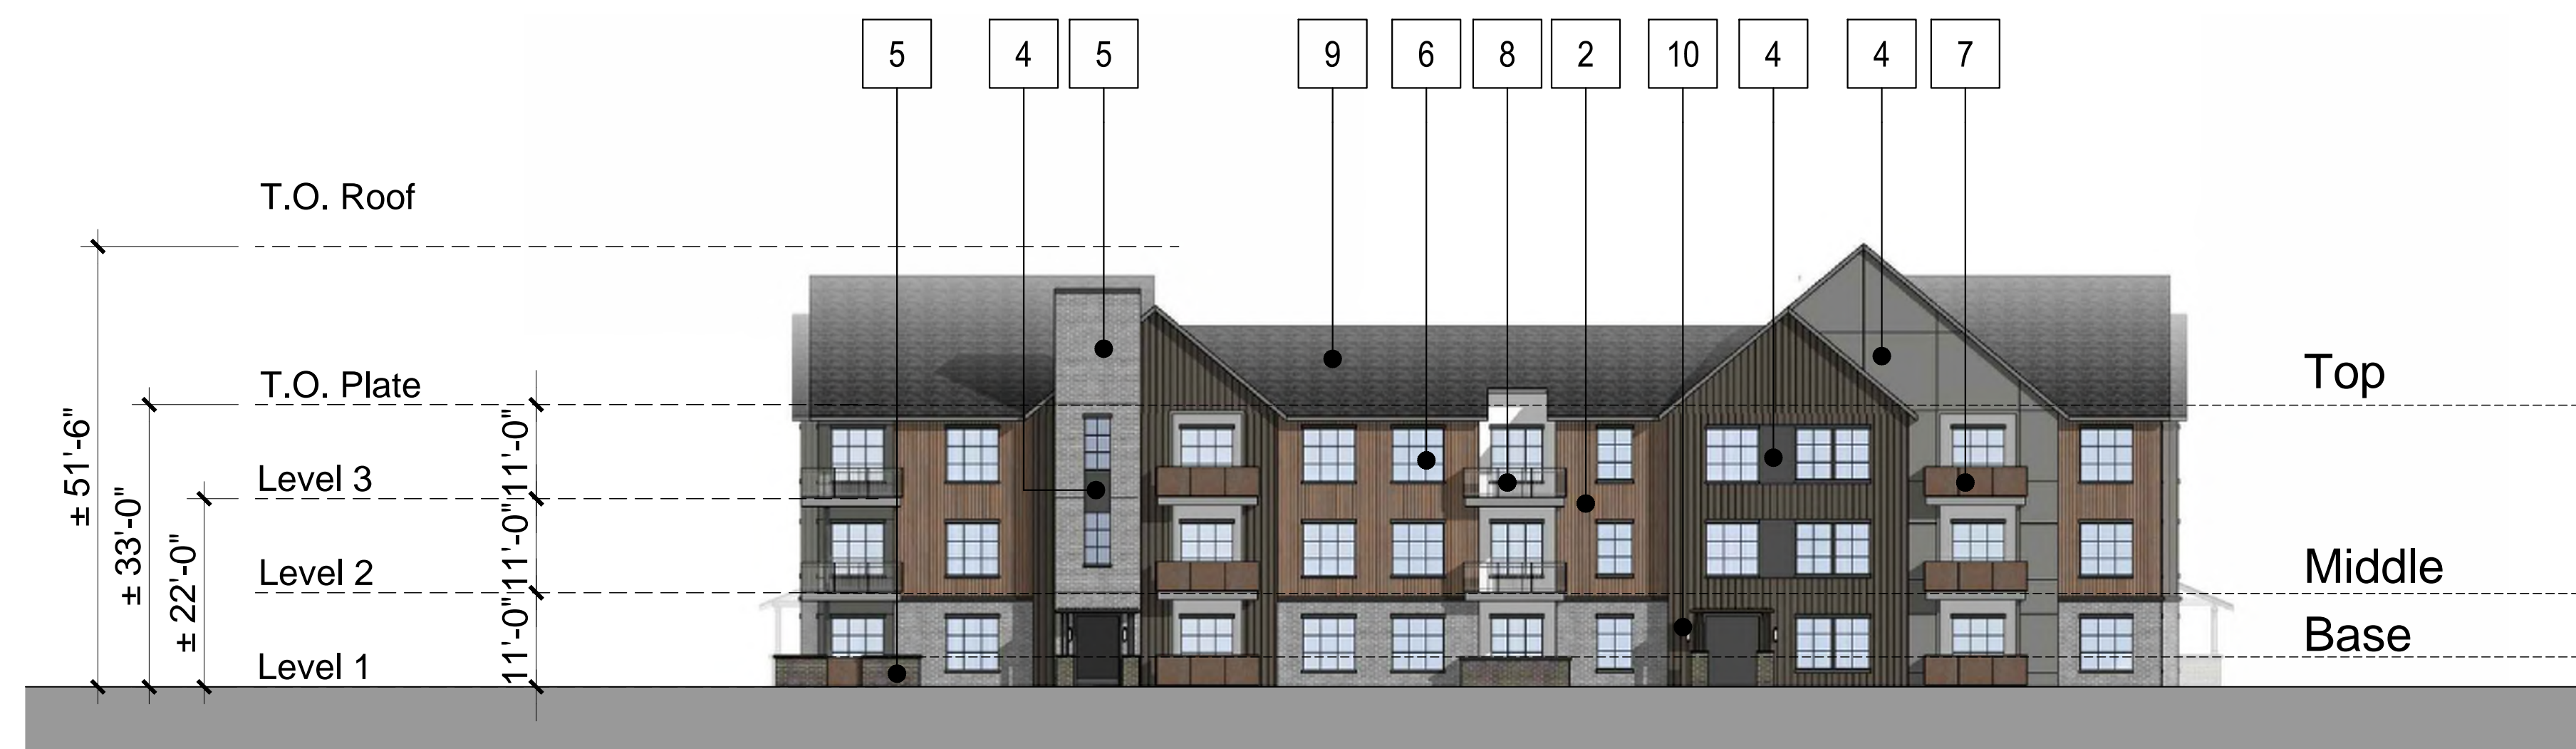 5 4 5 9 6 8 2 10 4 4 7
T.O. Roof
T.O. Plate
Level 3
Level 2
Level 1
± 51'-6"
± 33'-0"
± 22'-0"
11'-0"
11'-0"
11'-0"
Top
Middle
Base